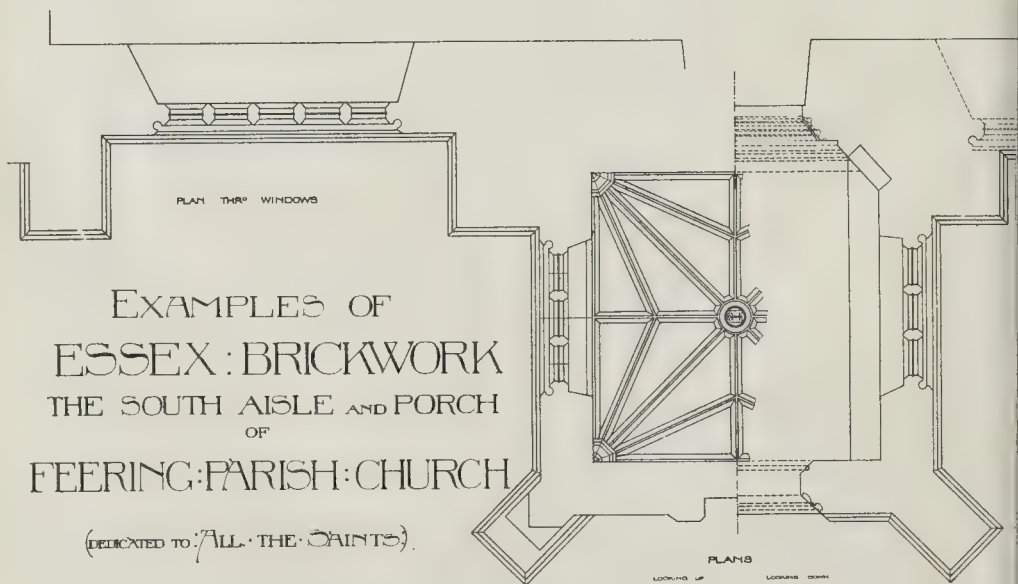 PLAN THRO WINDOWS
EXAMPLES OF
ESSEX : BRICKWORK
THE SOUTH AISLE AND PORCH
OF
FEERING : PARISH : CHURCH
(DEDICATED TO : ALL · THE · SAINTS).
PLANS
LOOKING UP LOOKING DOWN